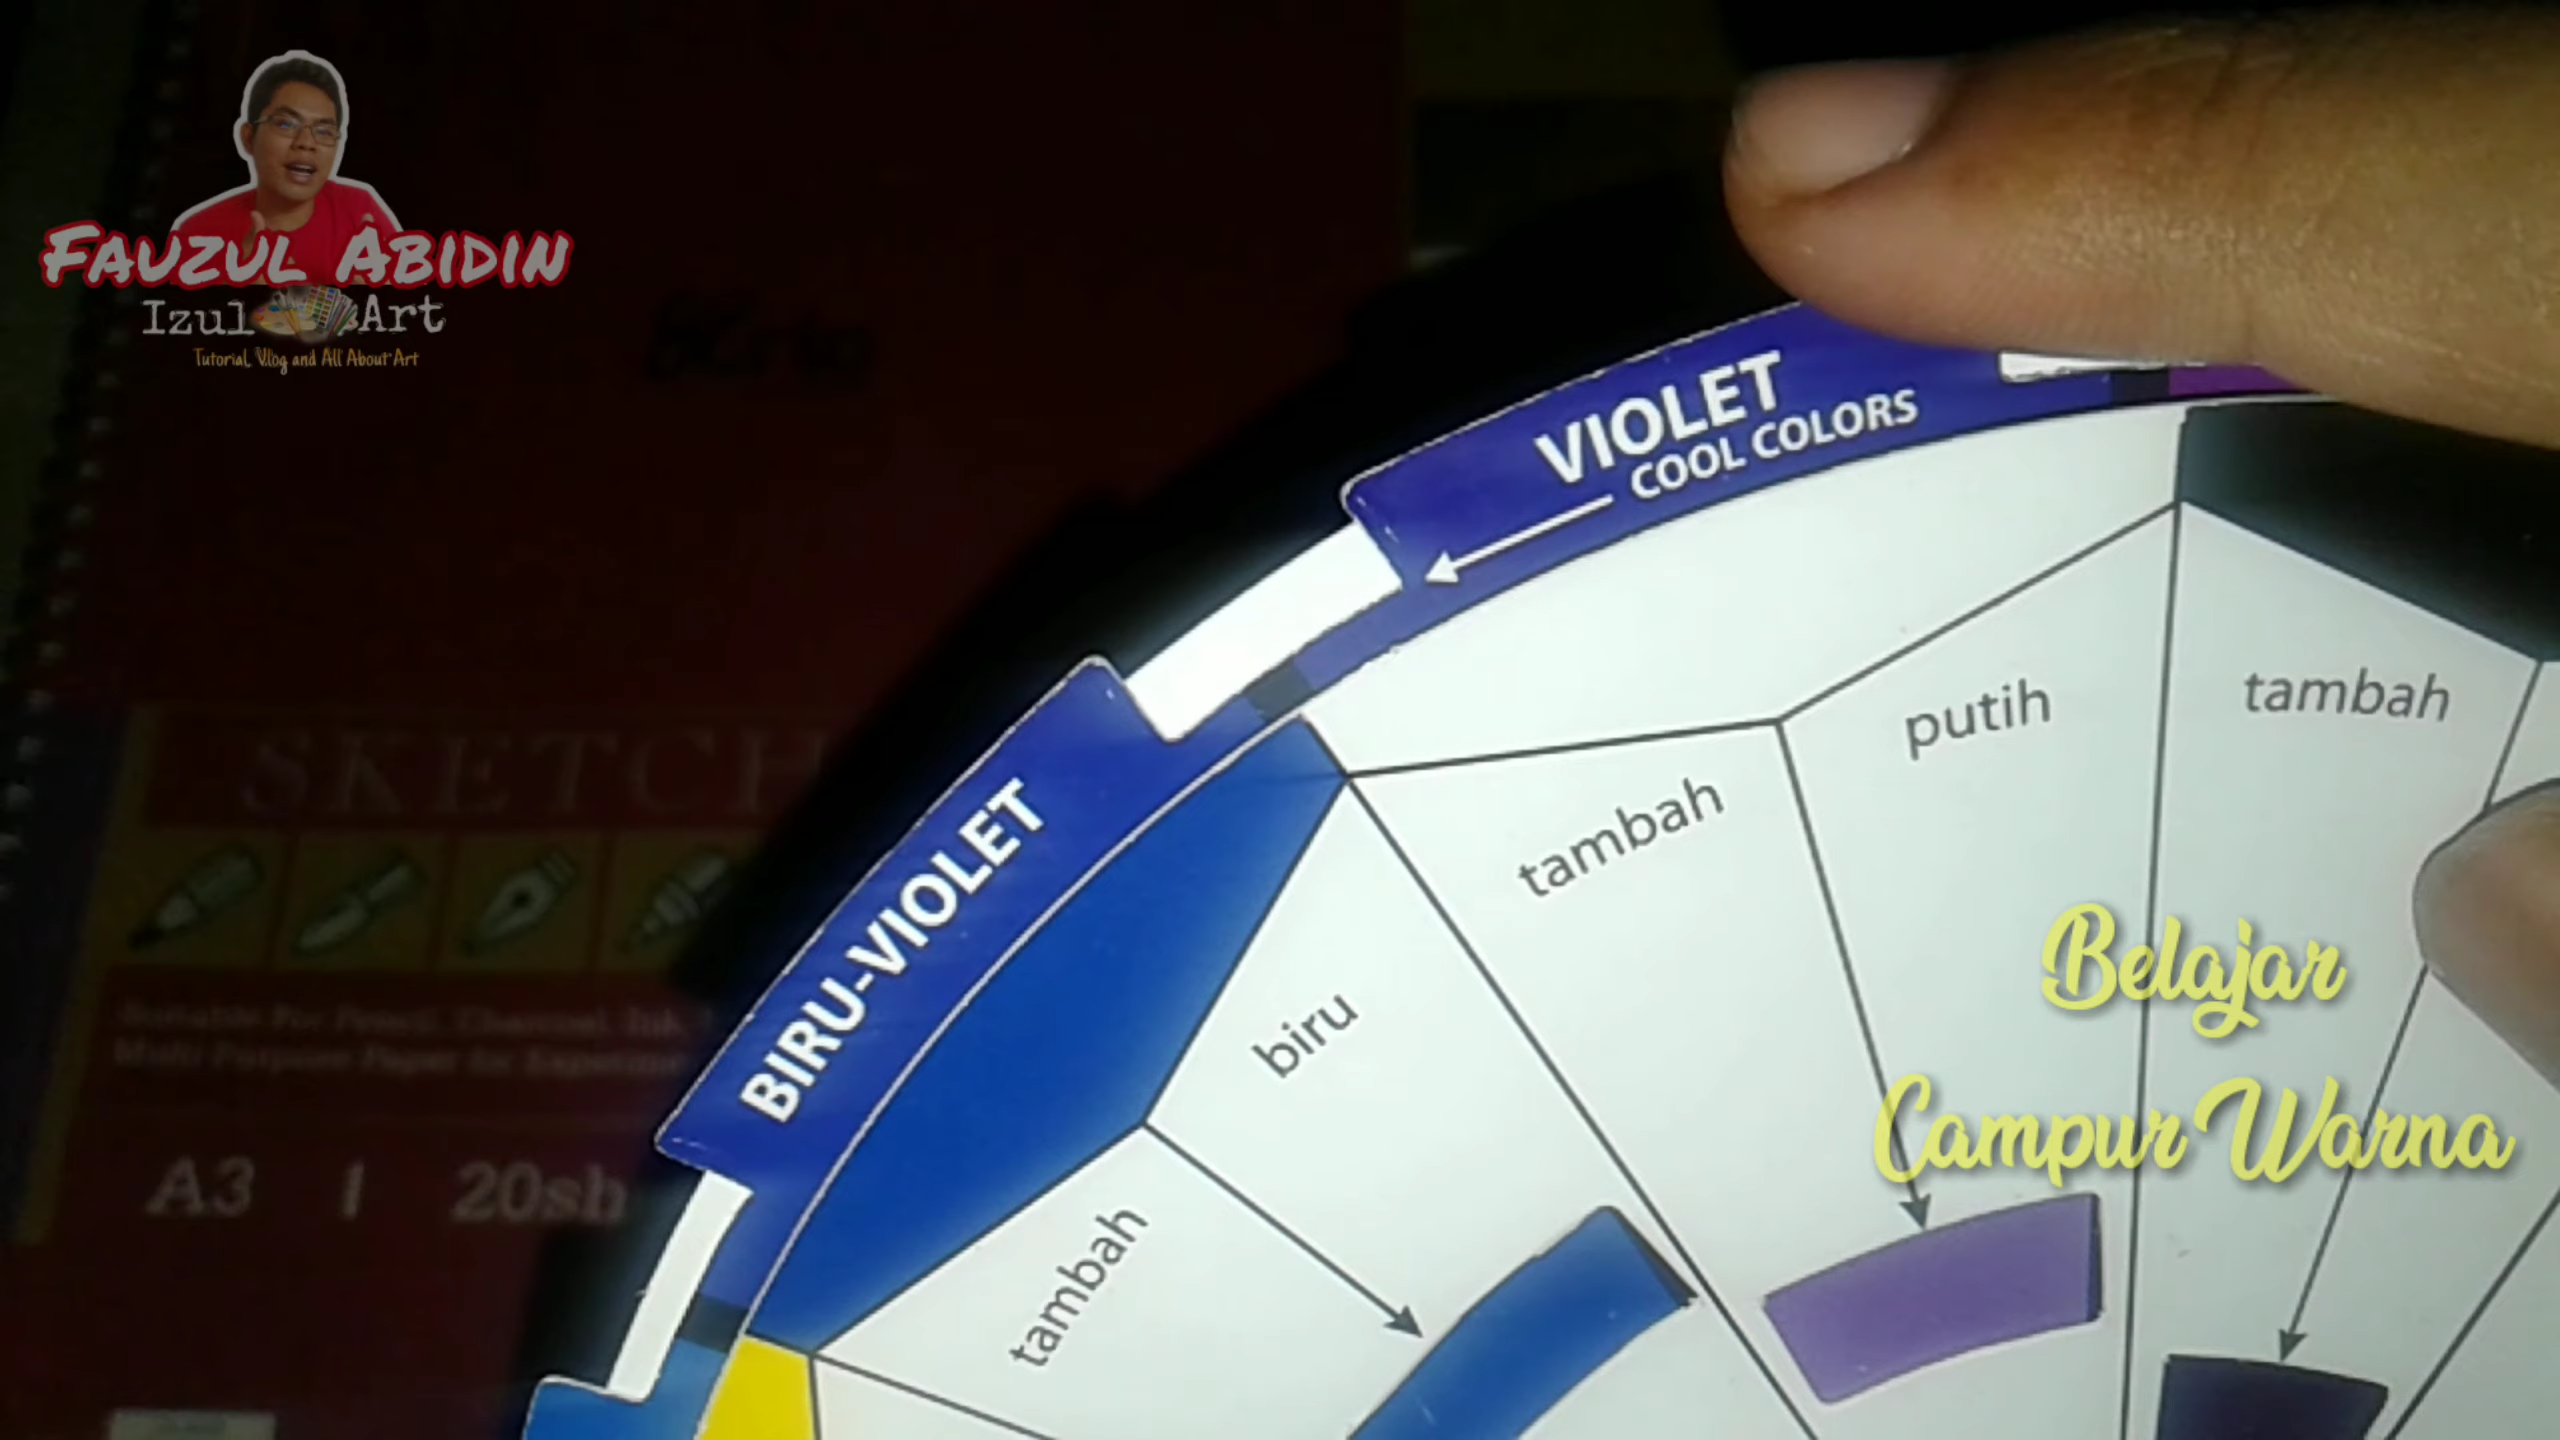 FAUZUL ABIDIN
Izul Art
Tutorial, Vlog and All About Art
VIOLET
COOL COLORS
BIRU-VIOLET
putih
tambah
tambah
biru
tambah
Belajar
Campur Warna
SKETCH
A3 / 20sh